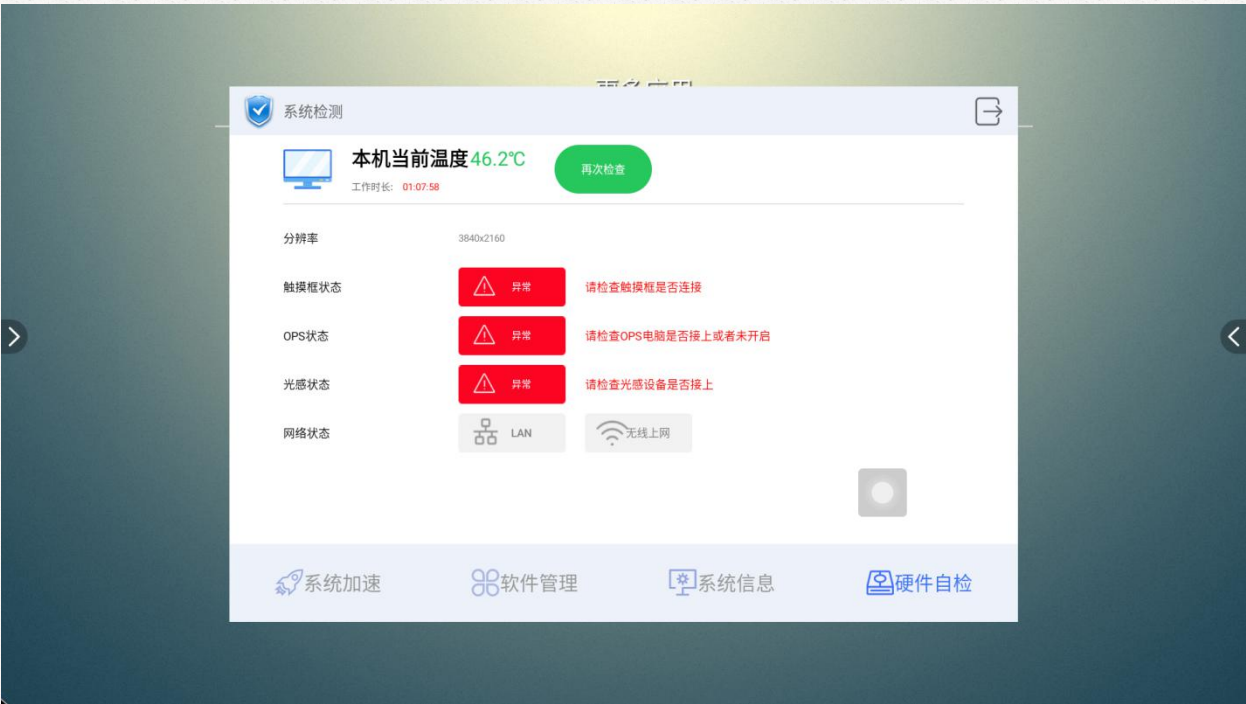 系统检测
本机当前温度46.2℃
再次检查
工作时长: 01:07:58
分辨率 3840x2160
触摸框状态 异常 请检查触摸框是否连接
OPS状态 异常 请检查OPS电脑是否接上或者未开启
光感状态 异常 请检查光感设备是否接上
网络状态 LAN 无线上网
系统加速 软件管理 系统信息 硬件自检